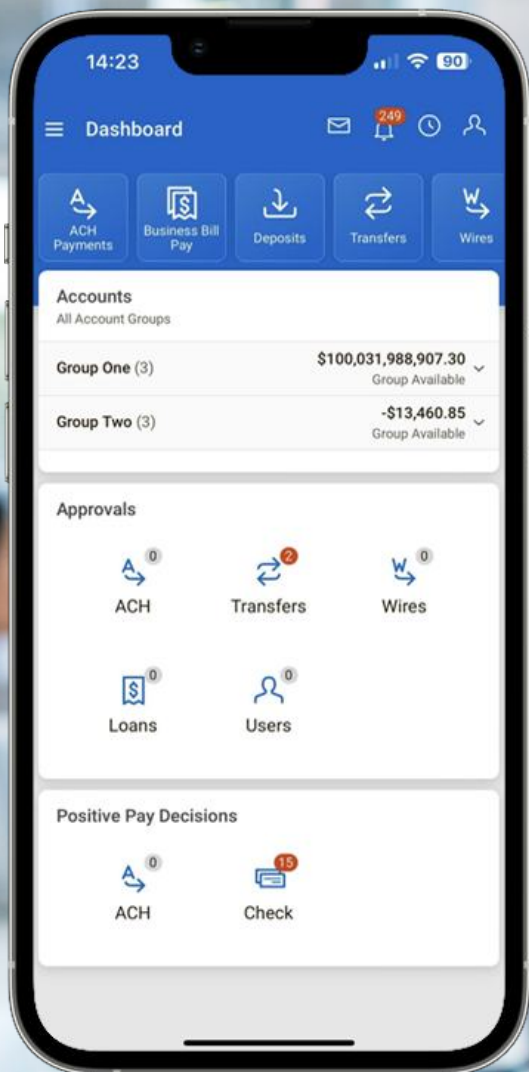 14:23
90
Dashboard
249
ACH
Payments
Business Bill
Pay
Deposits
Transfers
Wires
Accounts
All Account Groups
Group One (3)
$100,031,988,907.30
Group Available
Group Two (3)
-$13,460.85
Group Available
Approvals
0
2
0
ACH
Transfers
Wires
0
0
Loans
Users
Positive Pay Decisions
0
15
ACH
Check